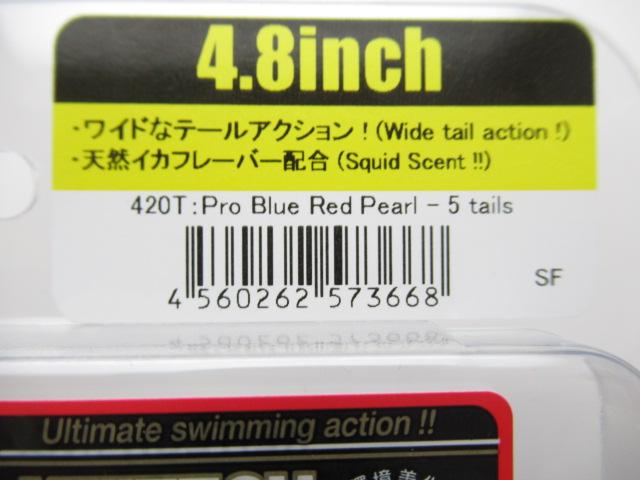 4.8inch
・ワイドなテールアクション！(Wide tail action !)
・天然イカフレーバー配合 (Squid Scent !!)
420T:Pro Blue Red Pearl - 5 tails
4 560262 573668
SF
Ultimate swimming action !!